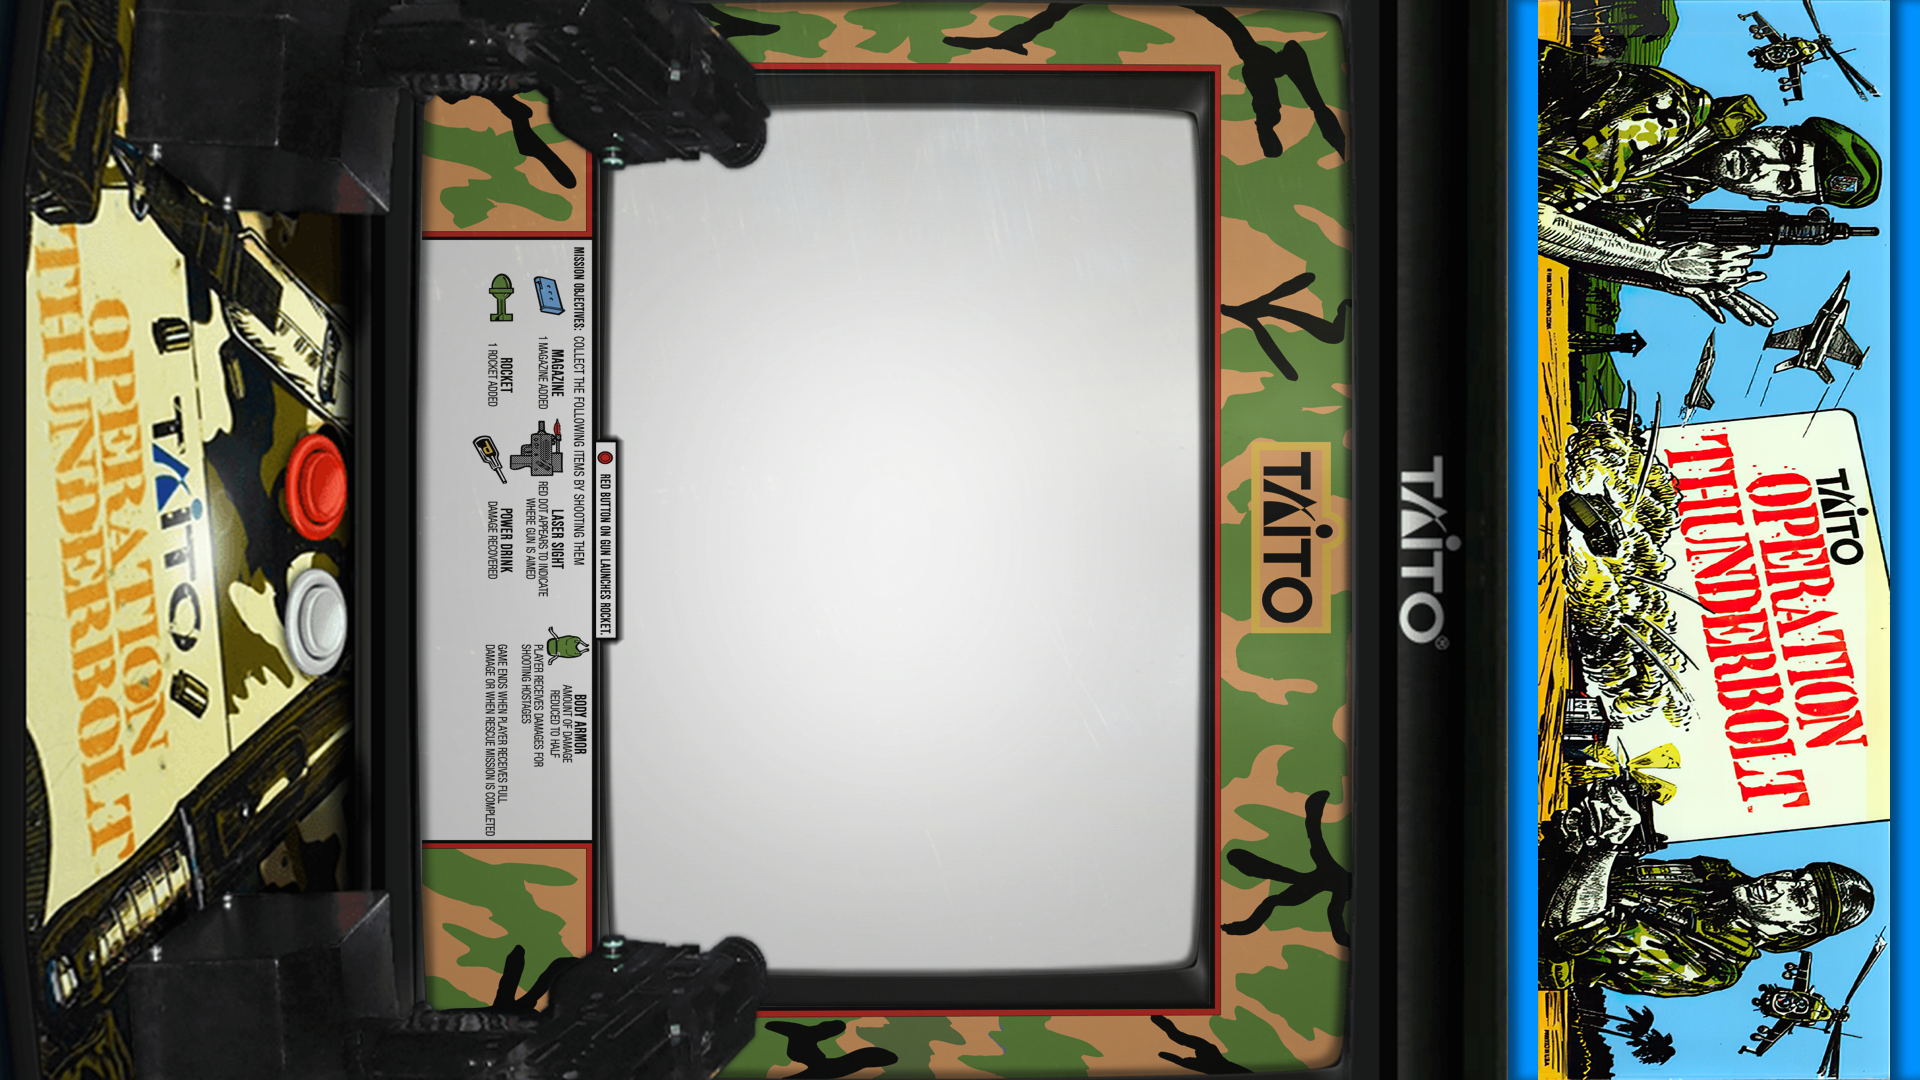 TAITO
OPERATION
THUNDERBOLT
TAITO®
TAITO
RED BUTTON ON GUN LAUNCHES ROCKET.
MISSION OBJECTIVES: COLLECT THE FOLLOWING ITEMS BY SHOOTING THEM
MAGAZINE
1 MAGAZINE ADDED
LASER SIGHT
RED DOT APPEARS TO INDICATE
WHERE GUN IS AIMED
BODY ARMOR
AMOUNT OF DAMAGE
REDUCED TO HALF
ROCKET
1 ROCKET ADDED
POWER DRINK
DAMAGE RECOVERED
PLAYER RECEIVES DAMAGES FOR
SHOOTING HOSTAGES
GAME ENDS WHEN PLAYER RECEIVES FULL
DAMAGE OR WHEN RESCUE MISSION IS COMPLETED
TAITO
OPERATION
THUNDERBOLT